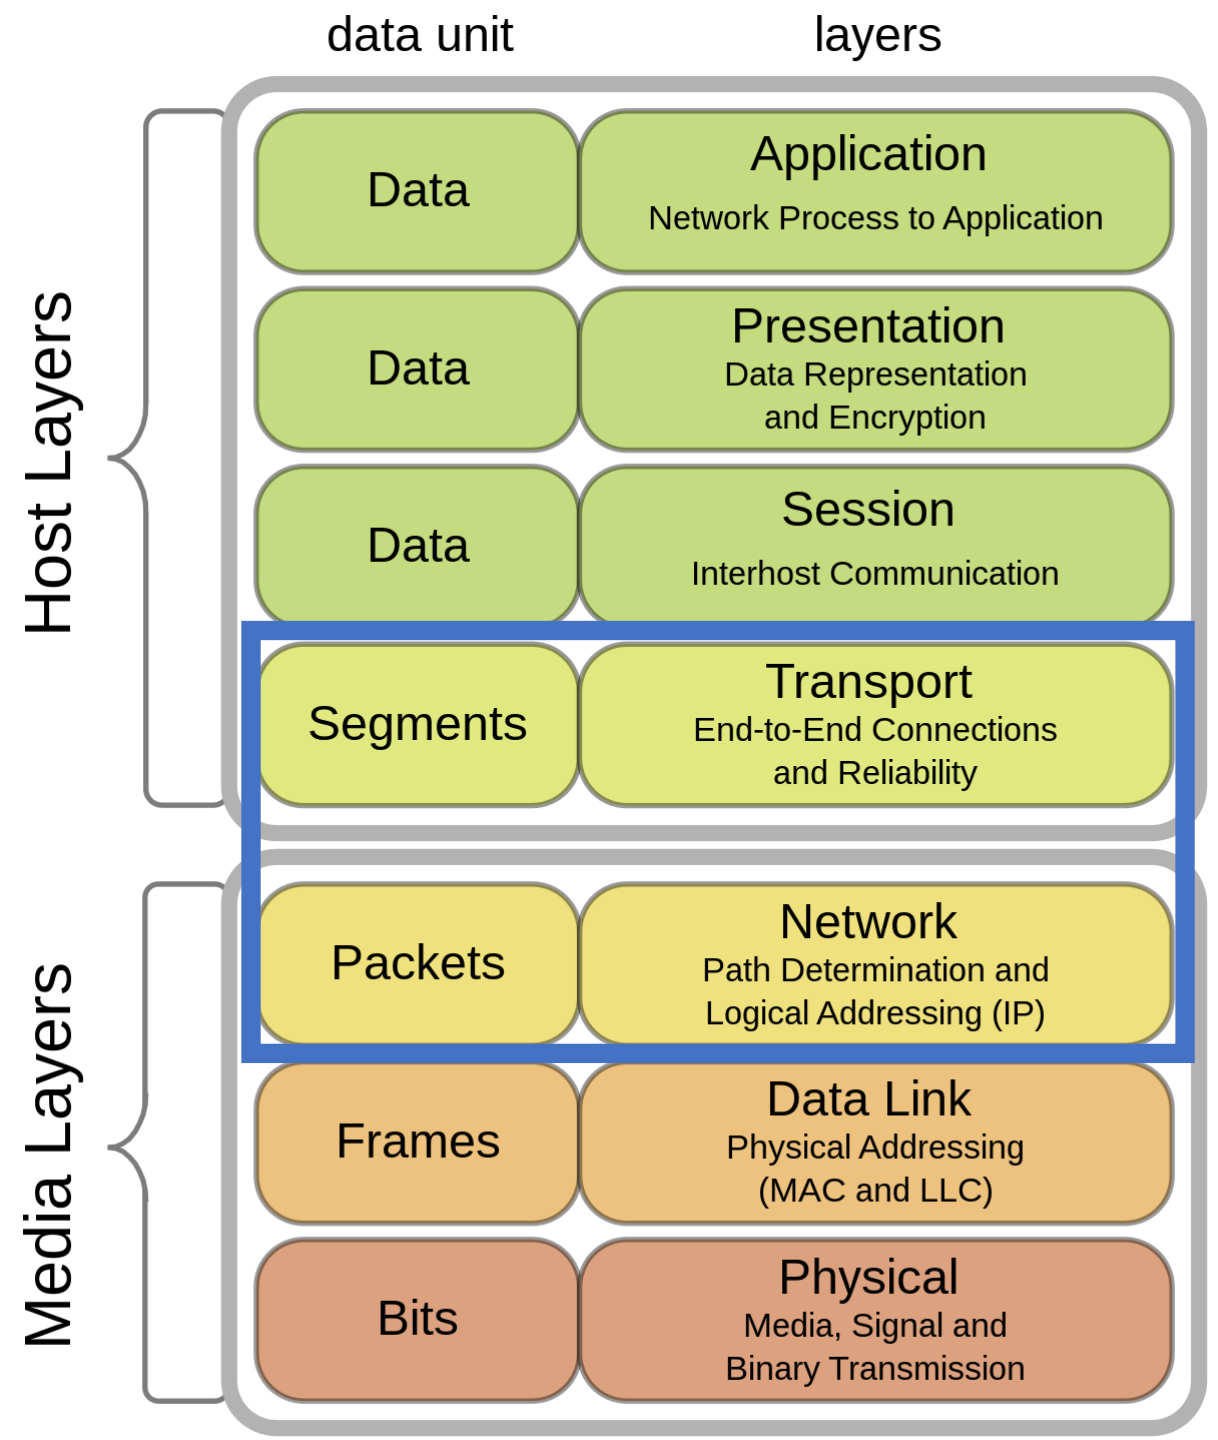 data unit
layers
Host Layers
Data
Application
Network Process to Application
Data
Presentation
Data Representation
and Encryption
Data
Session
Interhost Communication
Segments
Transport
End-to-End Connections
and Reliability
Media Layers
Packets
Network
Path Determination and
Logical Addressing (IP)
Frames
Data Link
Physical Addressing
(MAC and LLC)
Bits
Physical
Media, Signal and
Binary Transmission